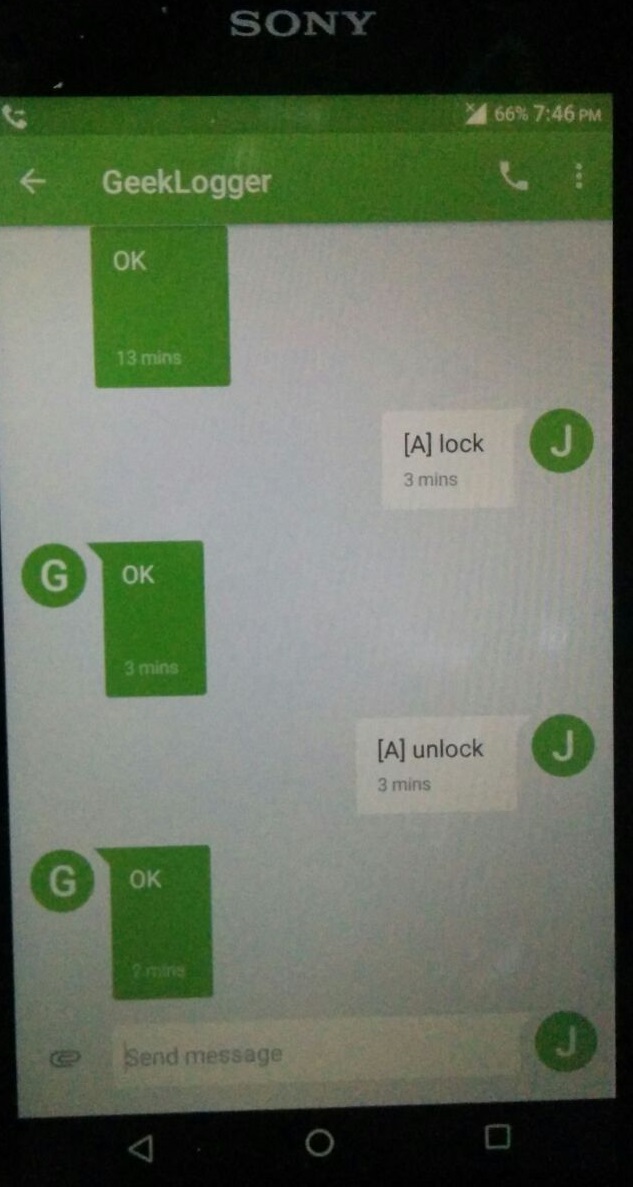 SONY
66% 7:46 PM
GeekLogger
OK
13 mins
[A] lock
3 mins
J
G
OK
3 mins
[A] unlock
3 mins
J
G
OK
2 mins
Send message
J